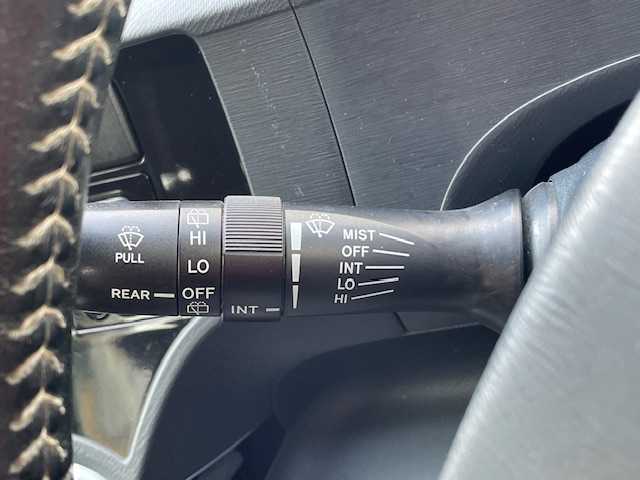 PULL
REAR
HI
LO
OFF
INT
MIST
OFF
INT
LO
HI